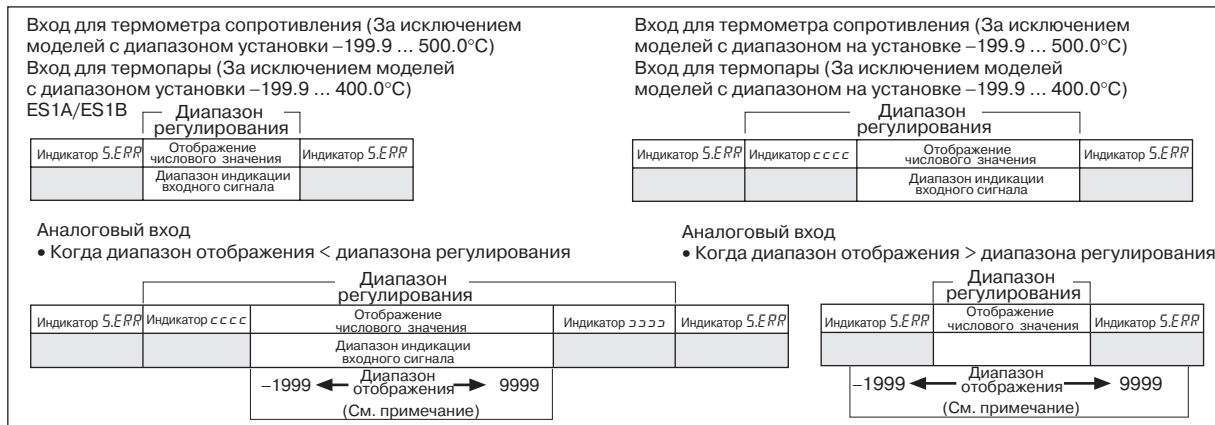 Вход для термометра сопротивления (За исключением
моделей с диапазоном установки –199.9 ... 500.0°C)
Вход для термопары (За исключением моделей
с диапазоном установки –199.9 ... 400.0°C)
ES1A/ES1B
Диапазон
регулирования
Индикатор S.ERR
Отображение
числового значения
Индикатор S.ERR
Диапазон индикации
входного сигнала
Вход для термометра сопротивления (За исключением
моделей с диапазоном на установке –199.9 ... 500.0°C)
Вход для термопары (За исключением моделей
моделей с диапазоном на установке –199.9 ... 400.0°C)
Диапазон
регулирования
Индикатор S.ERR
Индикатор cccc
Отображение
числового значения
Индикатор S.ERR
Диапазон индикации
входного сигнала
Аналоговый вход
• Когда диапазон отображения < диапазона регулирования
Диапазон
регулирования
Индикатор S.ERR
Индикатор cccc
Отображение
числового значения
Индикатор ככככ
Индикатор S.ERR
Диапазон индикации
входного сигнала
–1999
Диапазон
отображения
9999
(См. примечание)
Аналоговый вход
• Когда диапазон отображения > диапазона регулирования
Диапазон
регулирования
Индикатор S.ERR
Отображение
числового значения
Индикатор S.ERR
–1999
Диапазон
отображения
9999
(См. примечание)